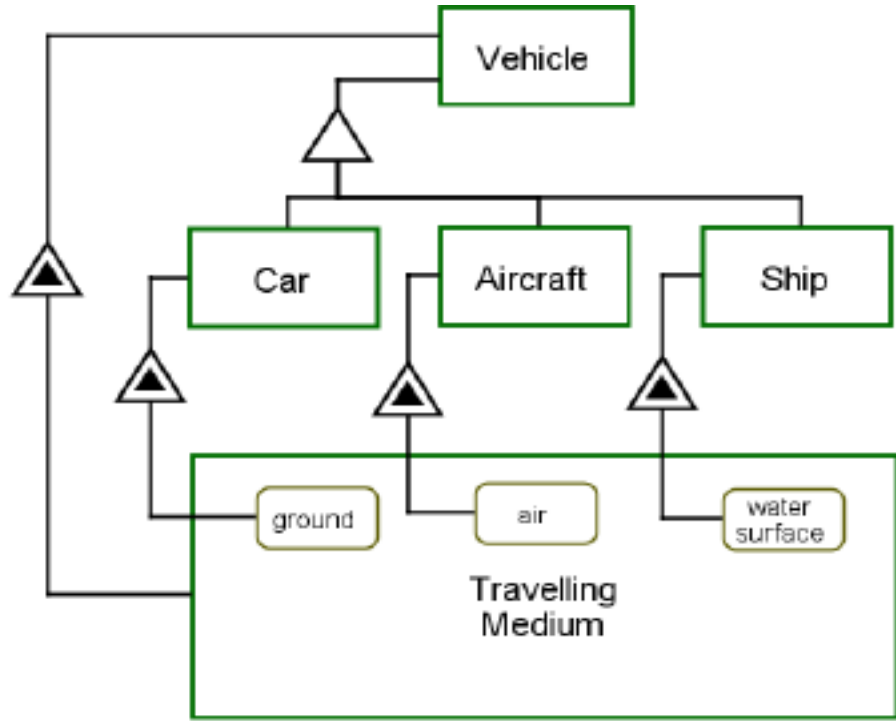 Vehicle
Car
Aircraft
Ship
ground
air
water
surface
Travelling
Medium